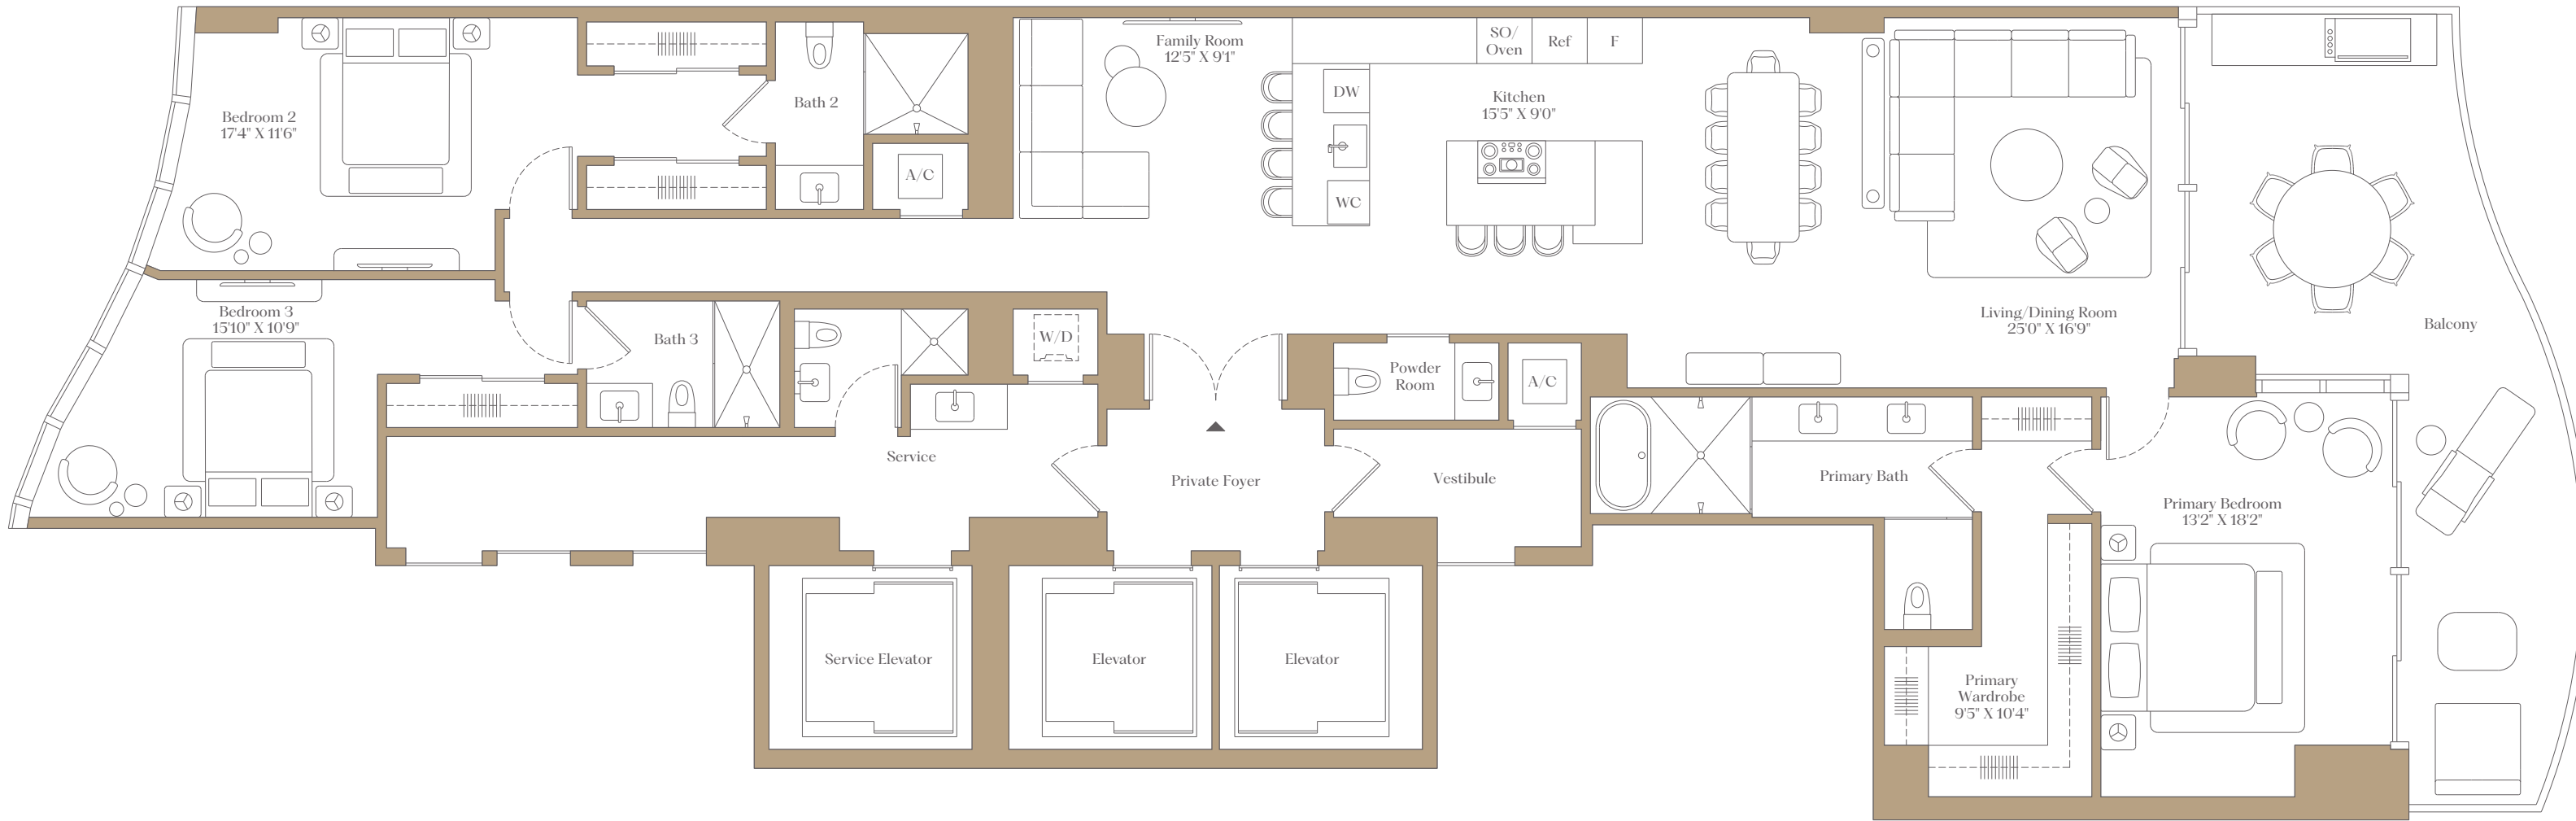 Family Room
12'5" X 9'1"
SO/
Oven
Ref
F
Bedroom 2
17'4" X 11'6"
Bath 2
DW
Kitchen
15'5" X 9'0"
A/C
WC
Bedroom 3
15'10" X 10'9"
Bath 3
W/D
Living/Dining Room
25'0" X 16'9"
Balcony
Powder
Room
A/C
Service
Private Foyer
Vestibule
Primary Bath
Primary Bedroom
13'2" X 18'2"
Service Elevator
Elevator
Elevator
Primary
Wardrobe
9'5" X 10'4"